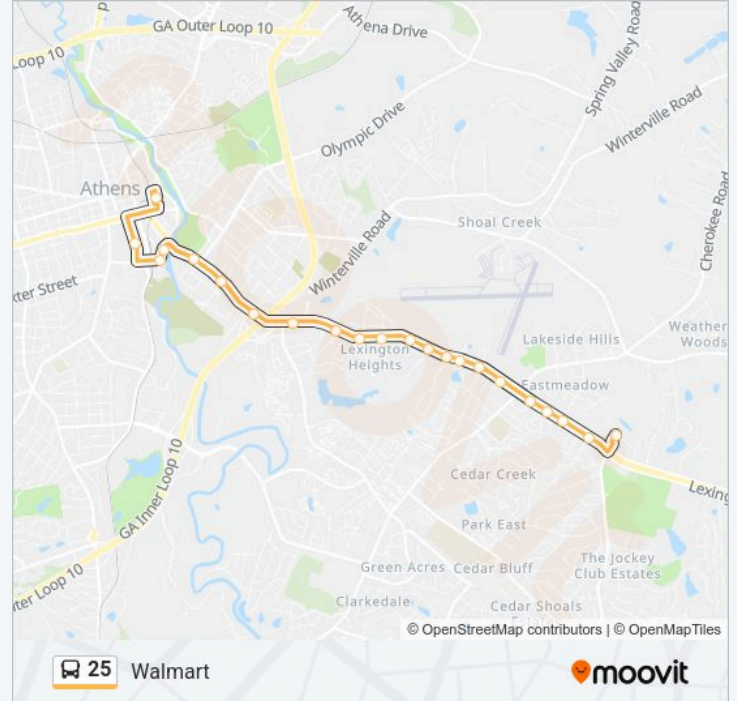 p
GA Outer Loop 10
Athena Drive
Loop 10
Spring Valley Road
Winterville Road
Olympic Drive
Athens
Cherokee Road
Shoal Creek
Winterville Road
xter Street
Lakeside Hills
Weather
Woods
Lexington
Heights
Eastmeadow
GA Inner Loop 10
Cedar Creek
Lexing
Park East
The Jockey
Club Estates
Green Acres
Cedar Bluff
ter Loop 10
Clarkedale
Cedar Shoals
© OpenStreetMap contributors | © OpenMapTiles
25 Walmart
moovit